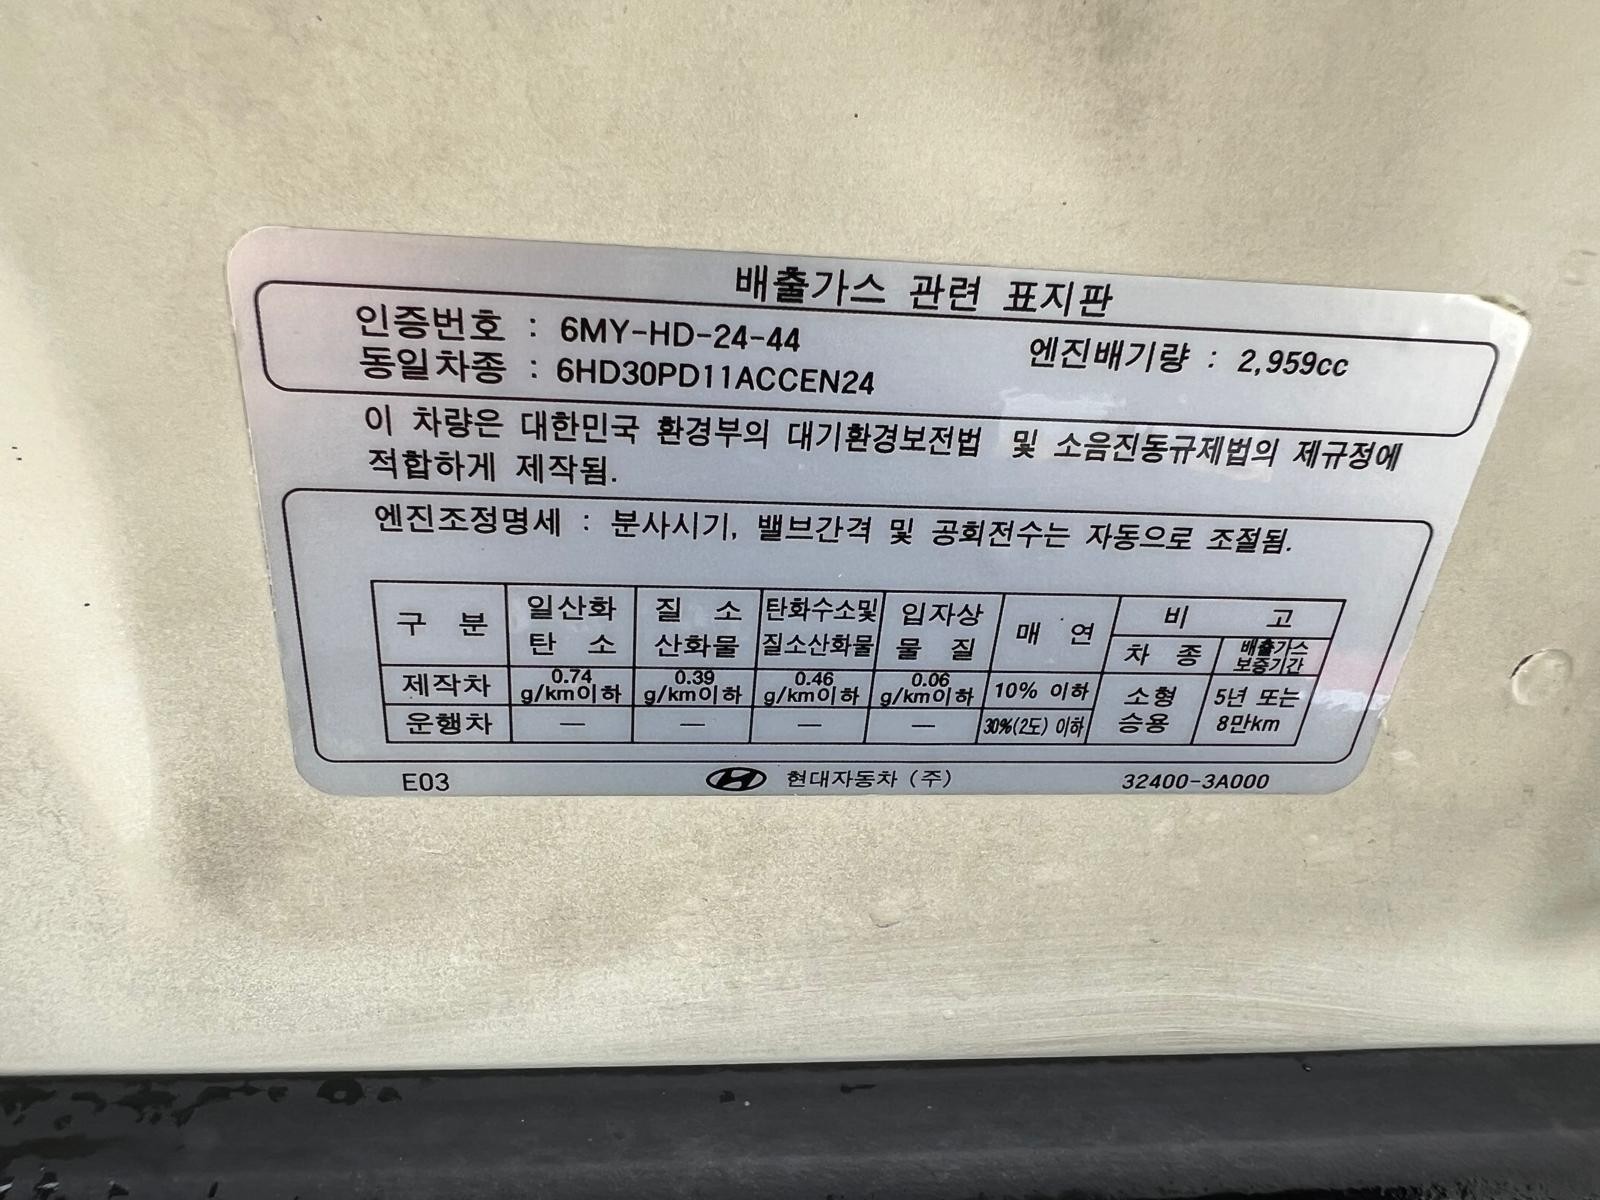 배출가스 관련 표지판
인증번호 : 6MY-HD-24-44
엔진배기량 : 2,959cc
동일차종 : 6HD30PD11ACCEN24
이 차량은 대한민국 환경부의 대기환경보전법 및 소음진동규제법의 제규정에
적합하게 제작됨.
엔진조정명세 : 분사시기, 밸브간격 및 공회전수는 자동으로 조절됨.
구 분 일산화 탄 소 질 소 산화물 탄화수소및 질소산화물 입자상 물 질 매 연 비 고
차 종 배출가스 보증기간
제작차 0.74 g/km이하 0.39 g/km이하 0.46 g/km이하 0.06 g/km이하 10% 이하 소형 승용 5년 또는 8만km
운행차 — — — — 30%(2도) 이하
E03 현대자동차 (주) 32400-3A000